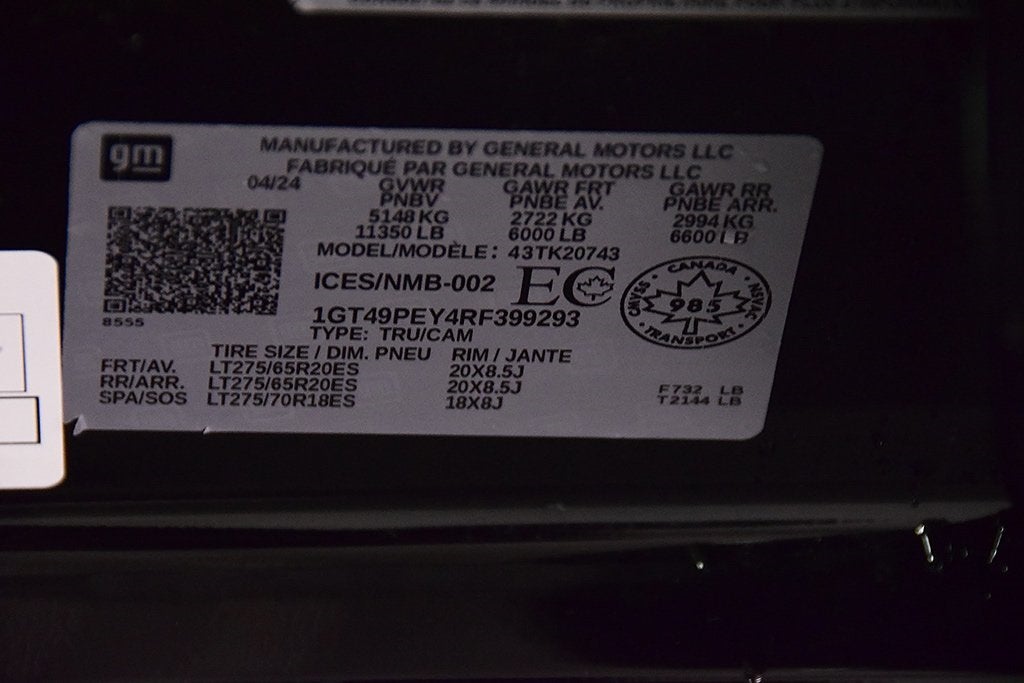 gm
MANUFACTURED BY GENERAL MOTORS LLC
FABRIQUÉ PAR GENERAL MOTORS LLC
04/24 GVWR GAWR FRT GAWR RR
PNBV PNBE AV. PNBE ARR.
5148 KG 2722 KG 2994 KG
11350 LB 6000 LB 6600 LB
MODEL/MODÈLE: 43TK20743
ICES/NMB-002 EC
CANADA
CMVSS 985 NSVAC
TRANSPORT
8555
1GT49PEY4RF399293
TYPE: TRU/CAM
TIRE SIZE / DIM. PNEU RIM / JANTE
FRT/AV. LT275/65R20ES 20X8.5J
RR/ARR. LT275/65R20ES 20X8.5J
SPA/SOS LT275/70R18ES 18X8J
F732 LB
T2144 LB